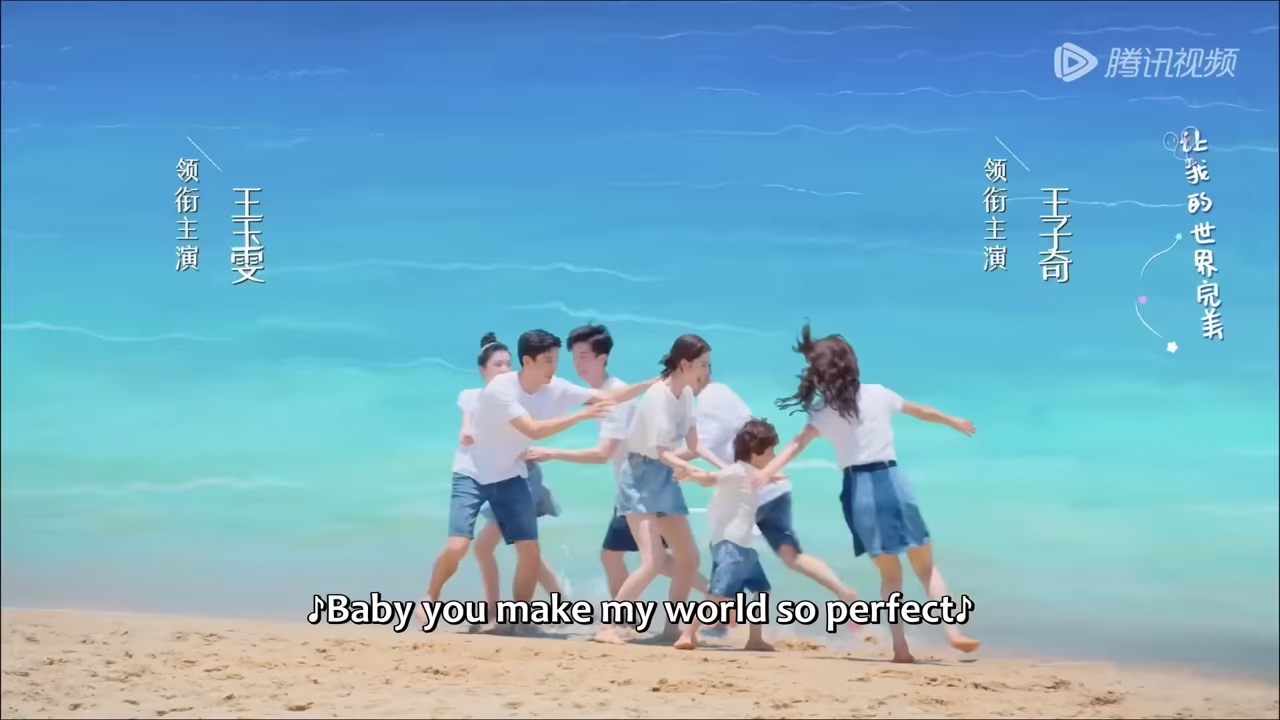 腾讯视频
领衔主演
王玉雯
领衔主演
王子奇
让我的世界完美
♪Baby you make my world so perfect♪